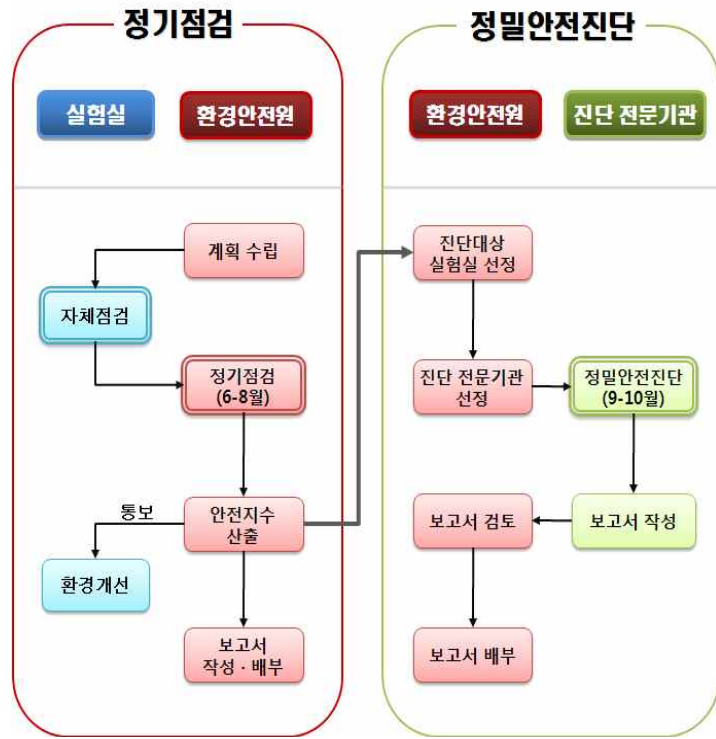 정기점검
정밀안전진단
실험실
환경안전원
환경안전원
진단 전문기관
계획 수립
진단대상
실험실 선정
자체점검
정기점검
(6-8월)
진단 전문기관
선정
정밀안전진단
(9-10월)
통보
안전지수
산출
보고서 검토
보고서 작성
환경개선
보고서
작성 · 배부
보고서 배부